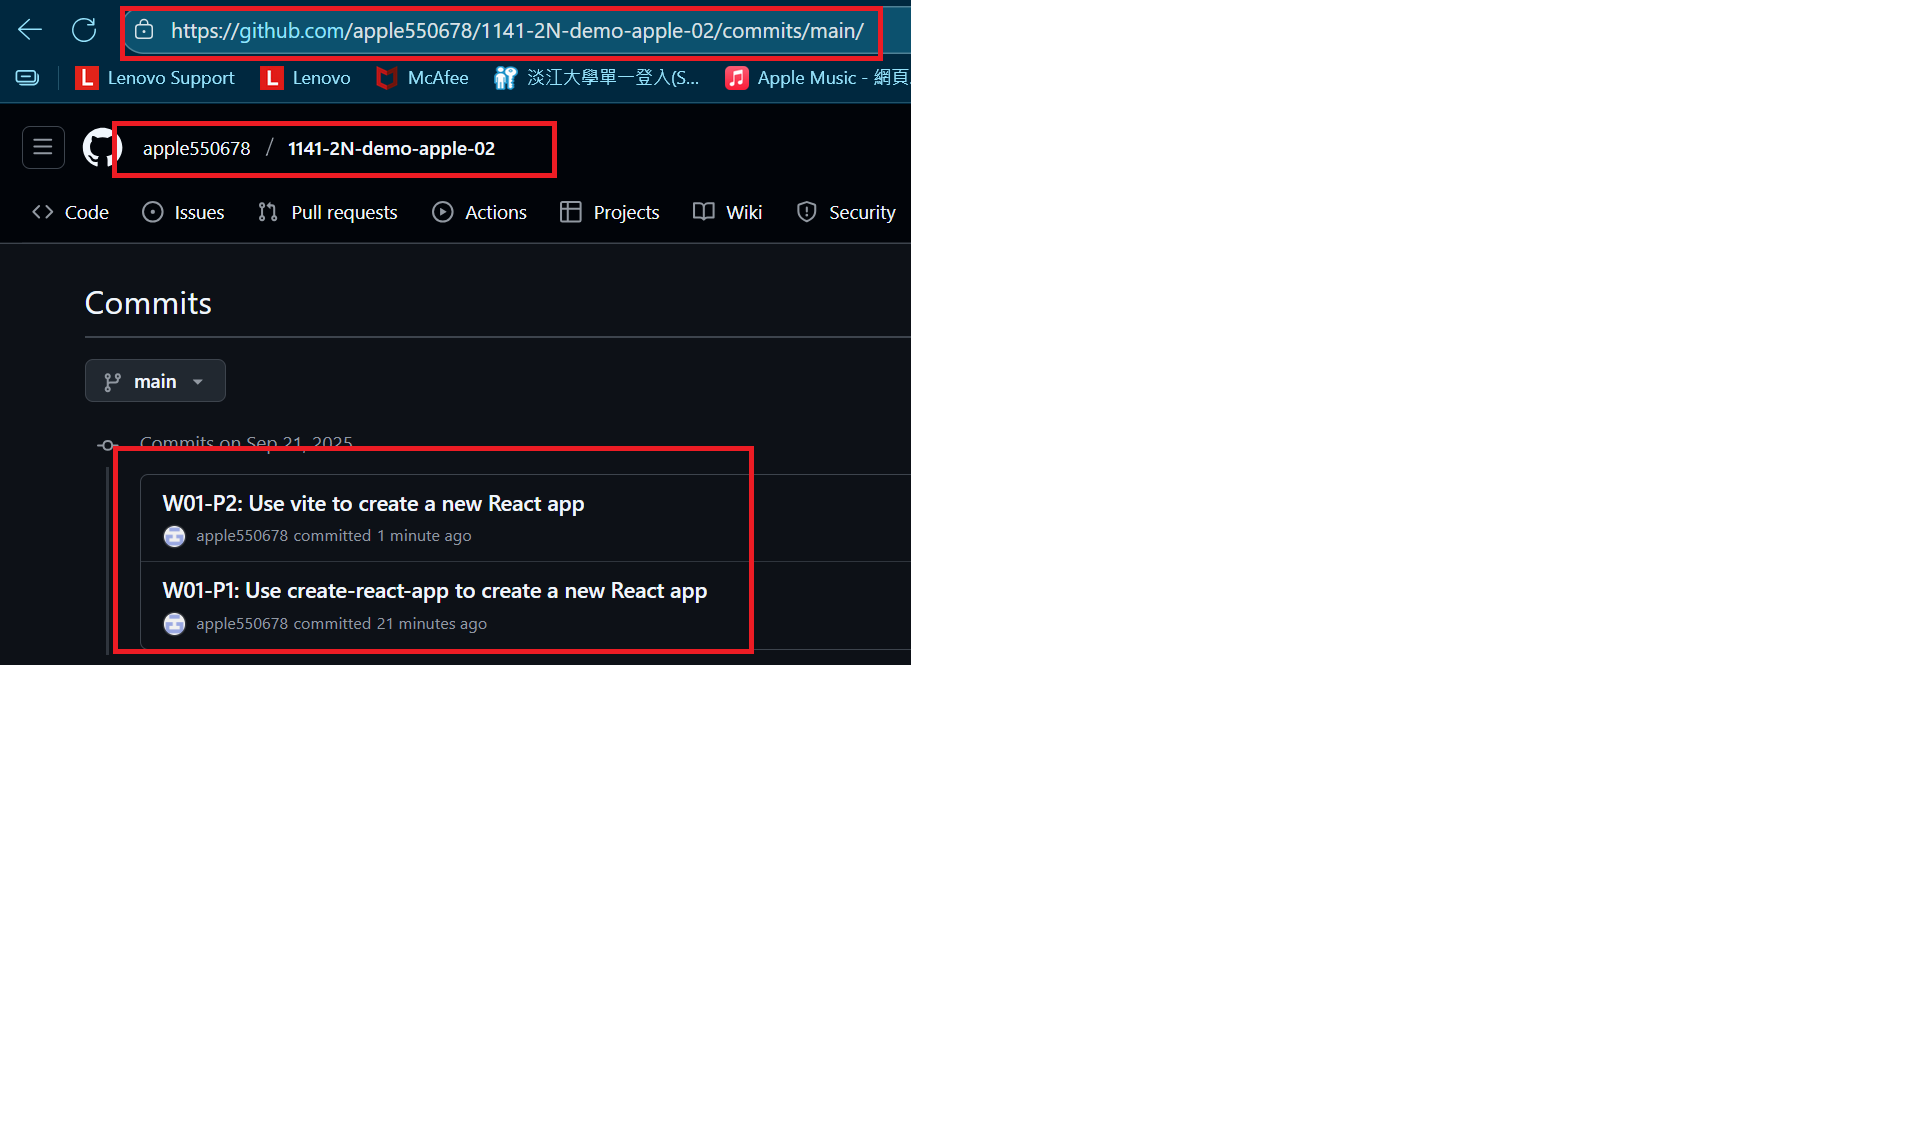 https://github.com/apple550678/1141-2N-demo-apple-02/commits/main/
L Lenovo Support L Lenovo McAfee 淡江大學單一登入(S... Apple Music - 網頁
apple550678 / 1141-2N-demo-apple-02
Code Issues Pull requests Actions Projects Wiki Security
Commits
main
Commits on Sep 21, 2025
W01-P2: Use vite to create a new React app
apple550678 committed 1 minute ago
W01-P1: Use create-react-app to create a new React app
apple550678 committed 21 minutes ago